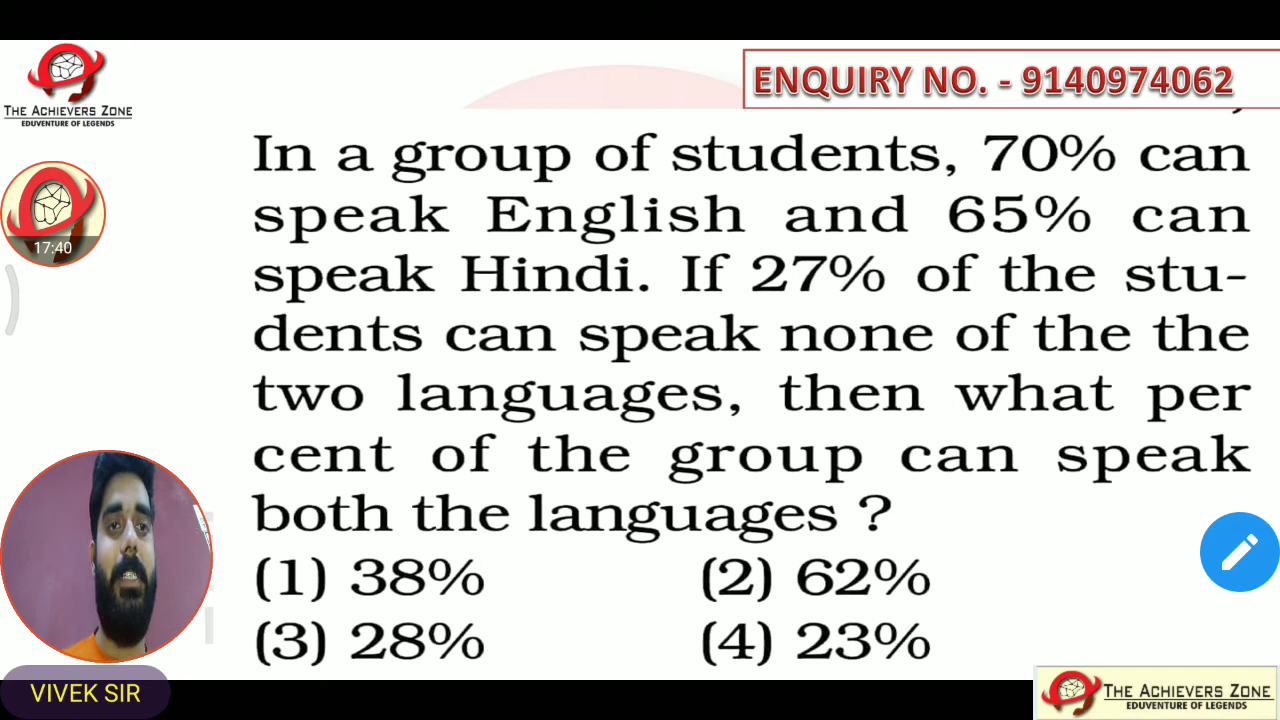 THE ACHIEVERS ZONE
EDUVENTURE OF LEGENDS
ENQUIRY NO. - 9140974062
17:40
In a group of students, 70% can
speak English and 65% can
speak Hindi. If 27% of the stu-
dents can speak none of the the
two languages, then what per
cent of the group can speak
both the languages ?
(1) 38% (2) 62%
(3) 28% (4) 23%
VIVEK SIR
THE ACHIEVERS ZONE
EDUVENTURE OF LEGENDS